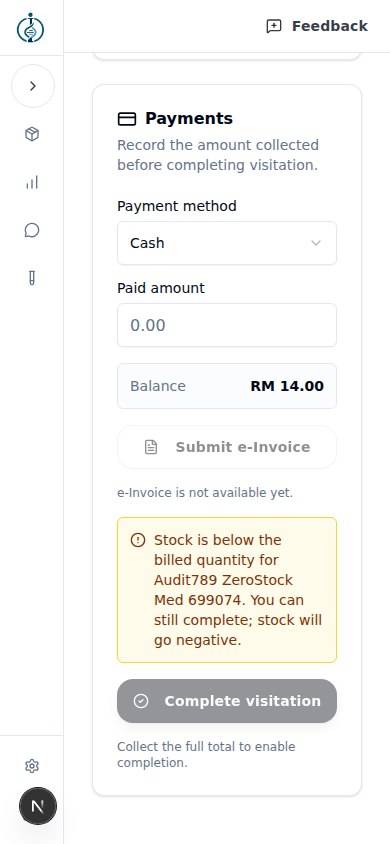 Feedback
Payments
Record the amount collected
before completing visitation.
Payment method
Cash
Paid amount
0.00
Balance RM 14.00
Submit e-Invoice
e-Invoice is not available yet.
Stock is below the
billed quantity for
Audit789 ZeroStock
Med 699074. You can
still complete; stock will
go negative.
Complete visitation
Collect the full total to enable
completion.
N